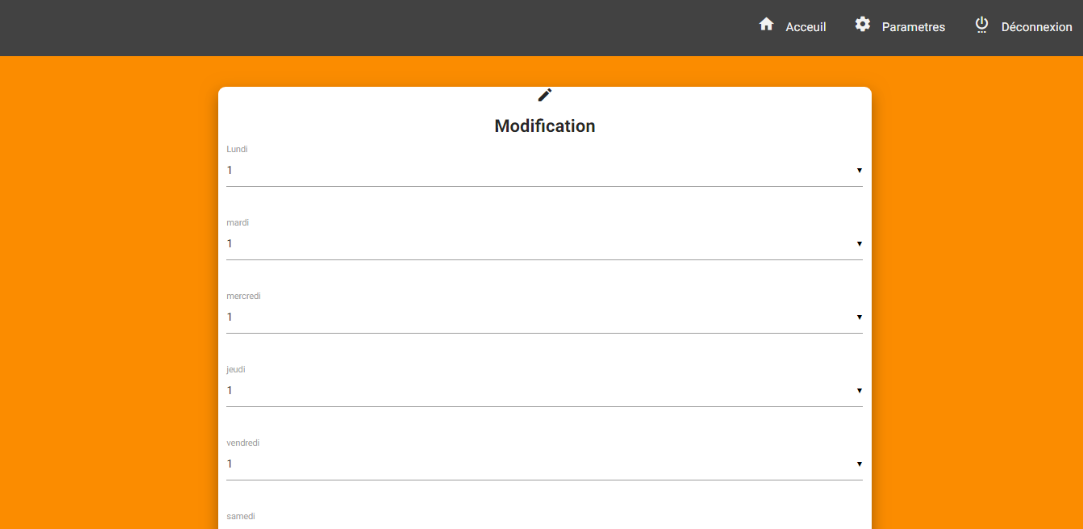 Acceuil Parametres Déconnexion
Modification
Lundi
1
mardi
1
mercredi
1
jeudi
1
vendredi
1
samedi